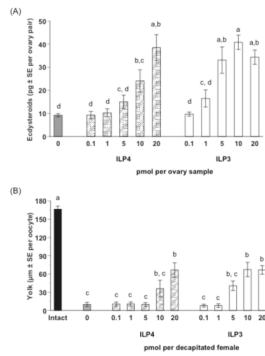 (A)
Ecdysteroids (pg ± SE per ovary pair)
50
40
30
20
10
0
d d d c, d b,c a,b d c, d a,b a a,b
0 0.1 1 5 10 20 0.1 1 5 10 20
ILP4 ILP3
pmol per ovary sample
(B)
Yolk (µm ± SE per oocyte)
180
150
120
90
60
30
0
a c c c c b, c b c c b, c b b
Intact 0 0.1 1 5 10 20 0.1 1 5 10 20
ILP4 ILP3
pmol per decapitated female